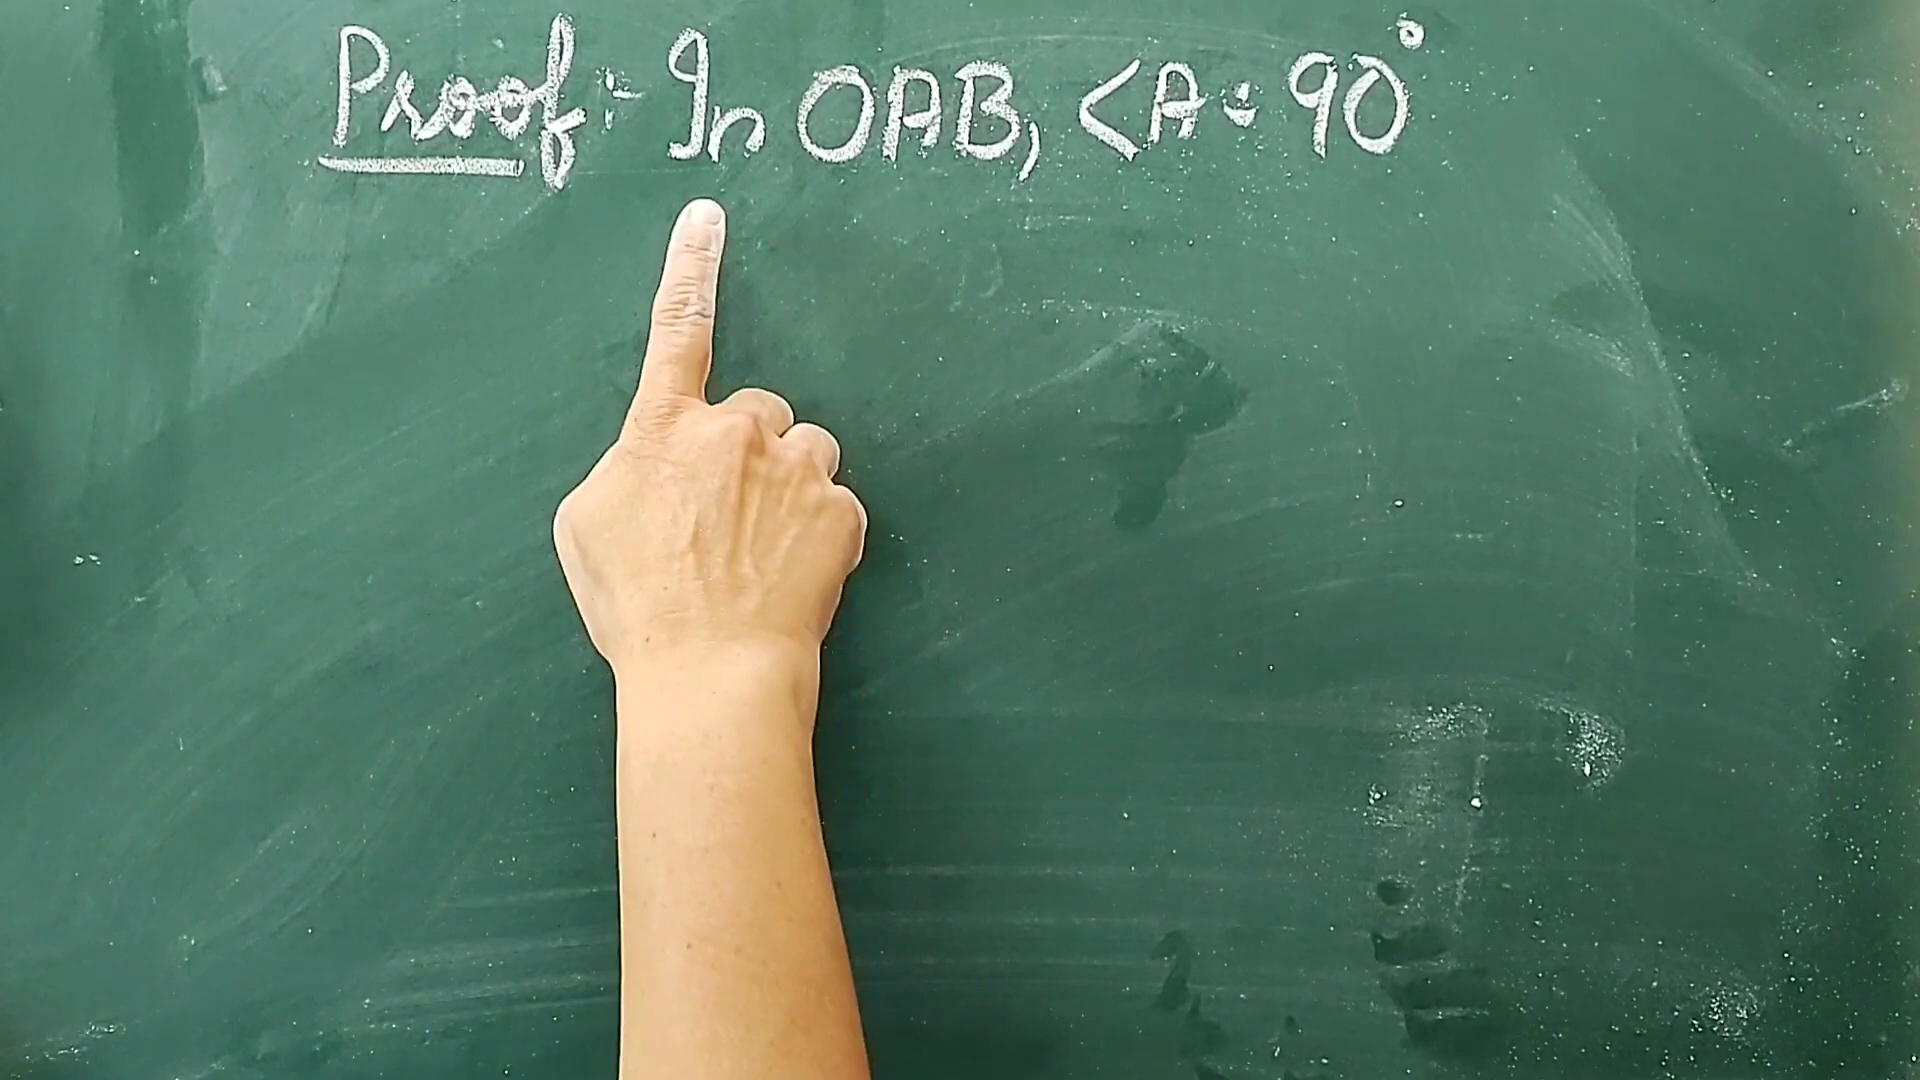 Proof:- In OAB, <A = 90°